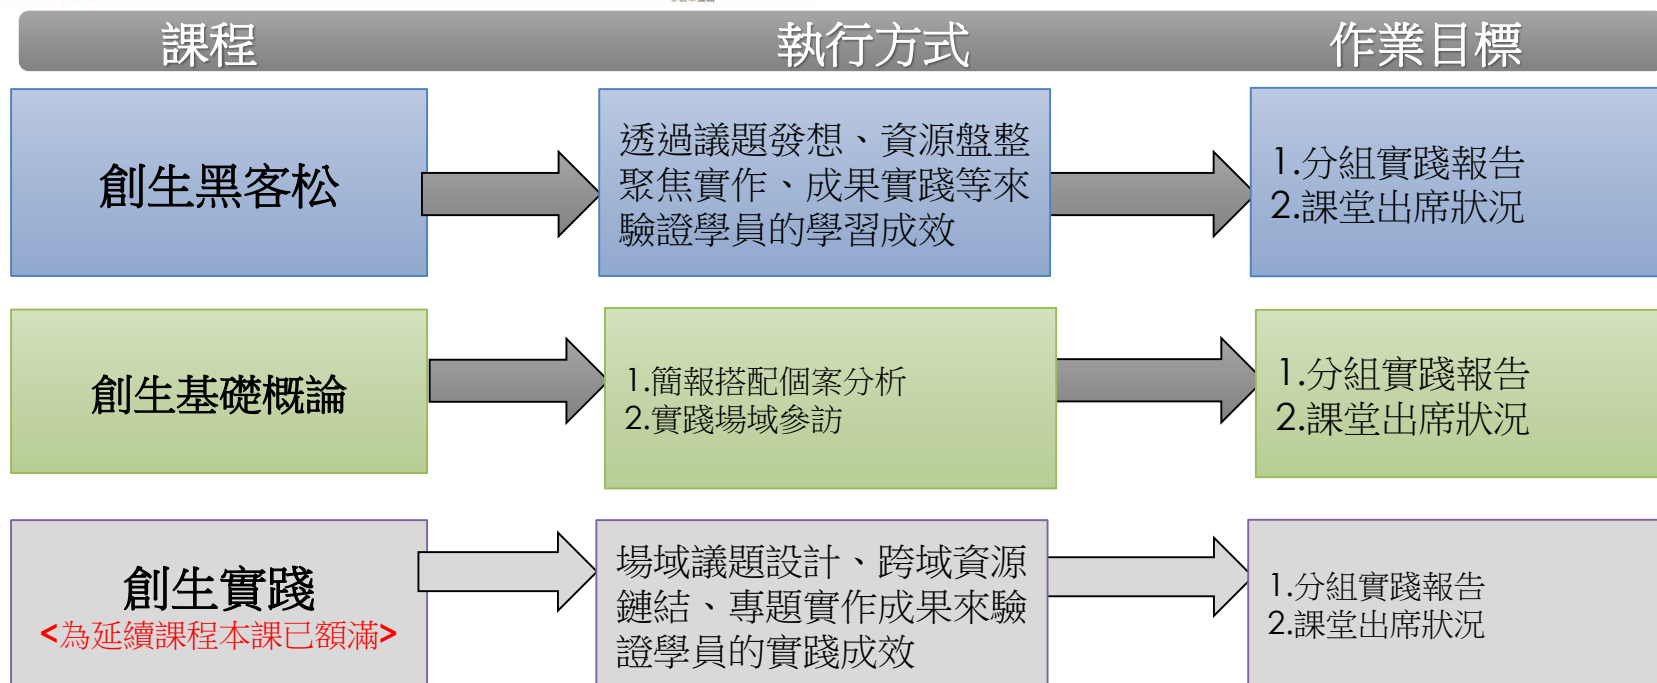 課程
執行方式
作業目標
創生黑客松
透過議題發想、資源盤整
聚焦實作、成果實踐等來
驗證學員的學習成效
1.分組實踐報告
2.課堂出席狀況
創生基礎概論
1.簡報搭配個案分析
2.實踐場域參訪
1.分組實踐報告
2.課堂出席狀況
創生實踐
<為延續課程本課已額滿>
場域議題設計、跨域資源
鏈結、專題實作成果來驗
證學員的實踐成效
1.分組實踐報告
2.課堂出席狀況